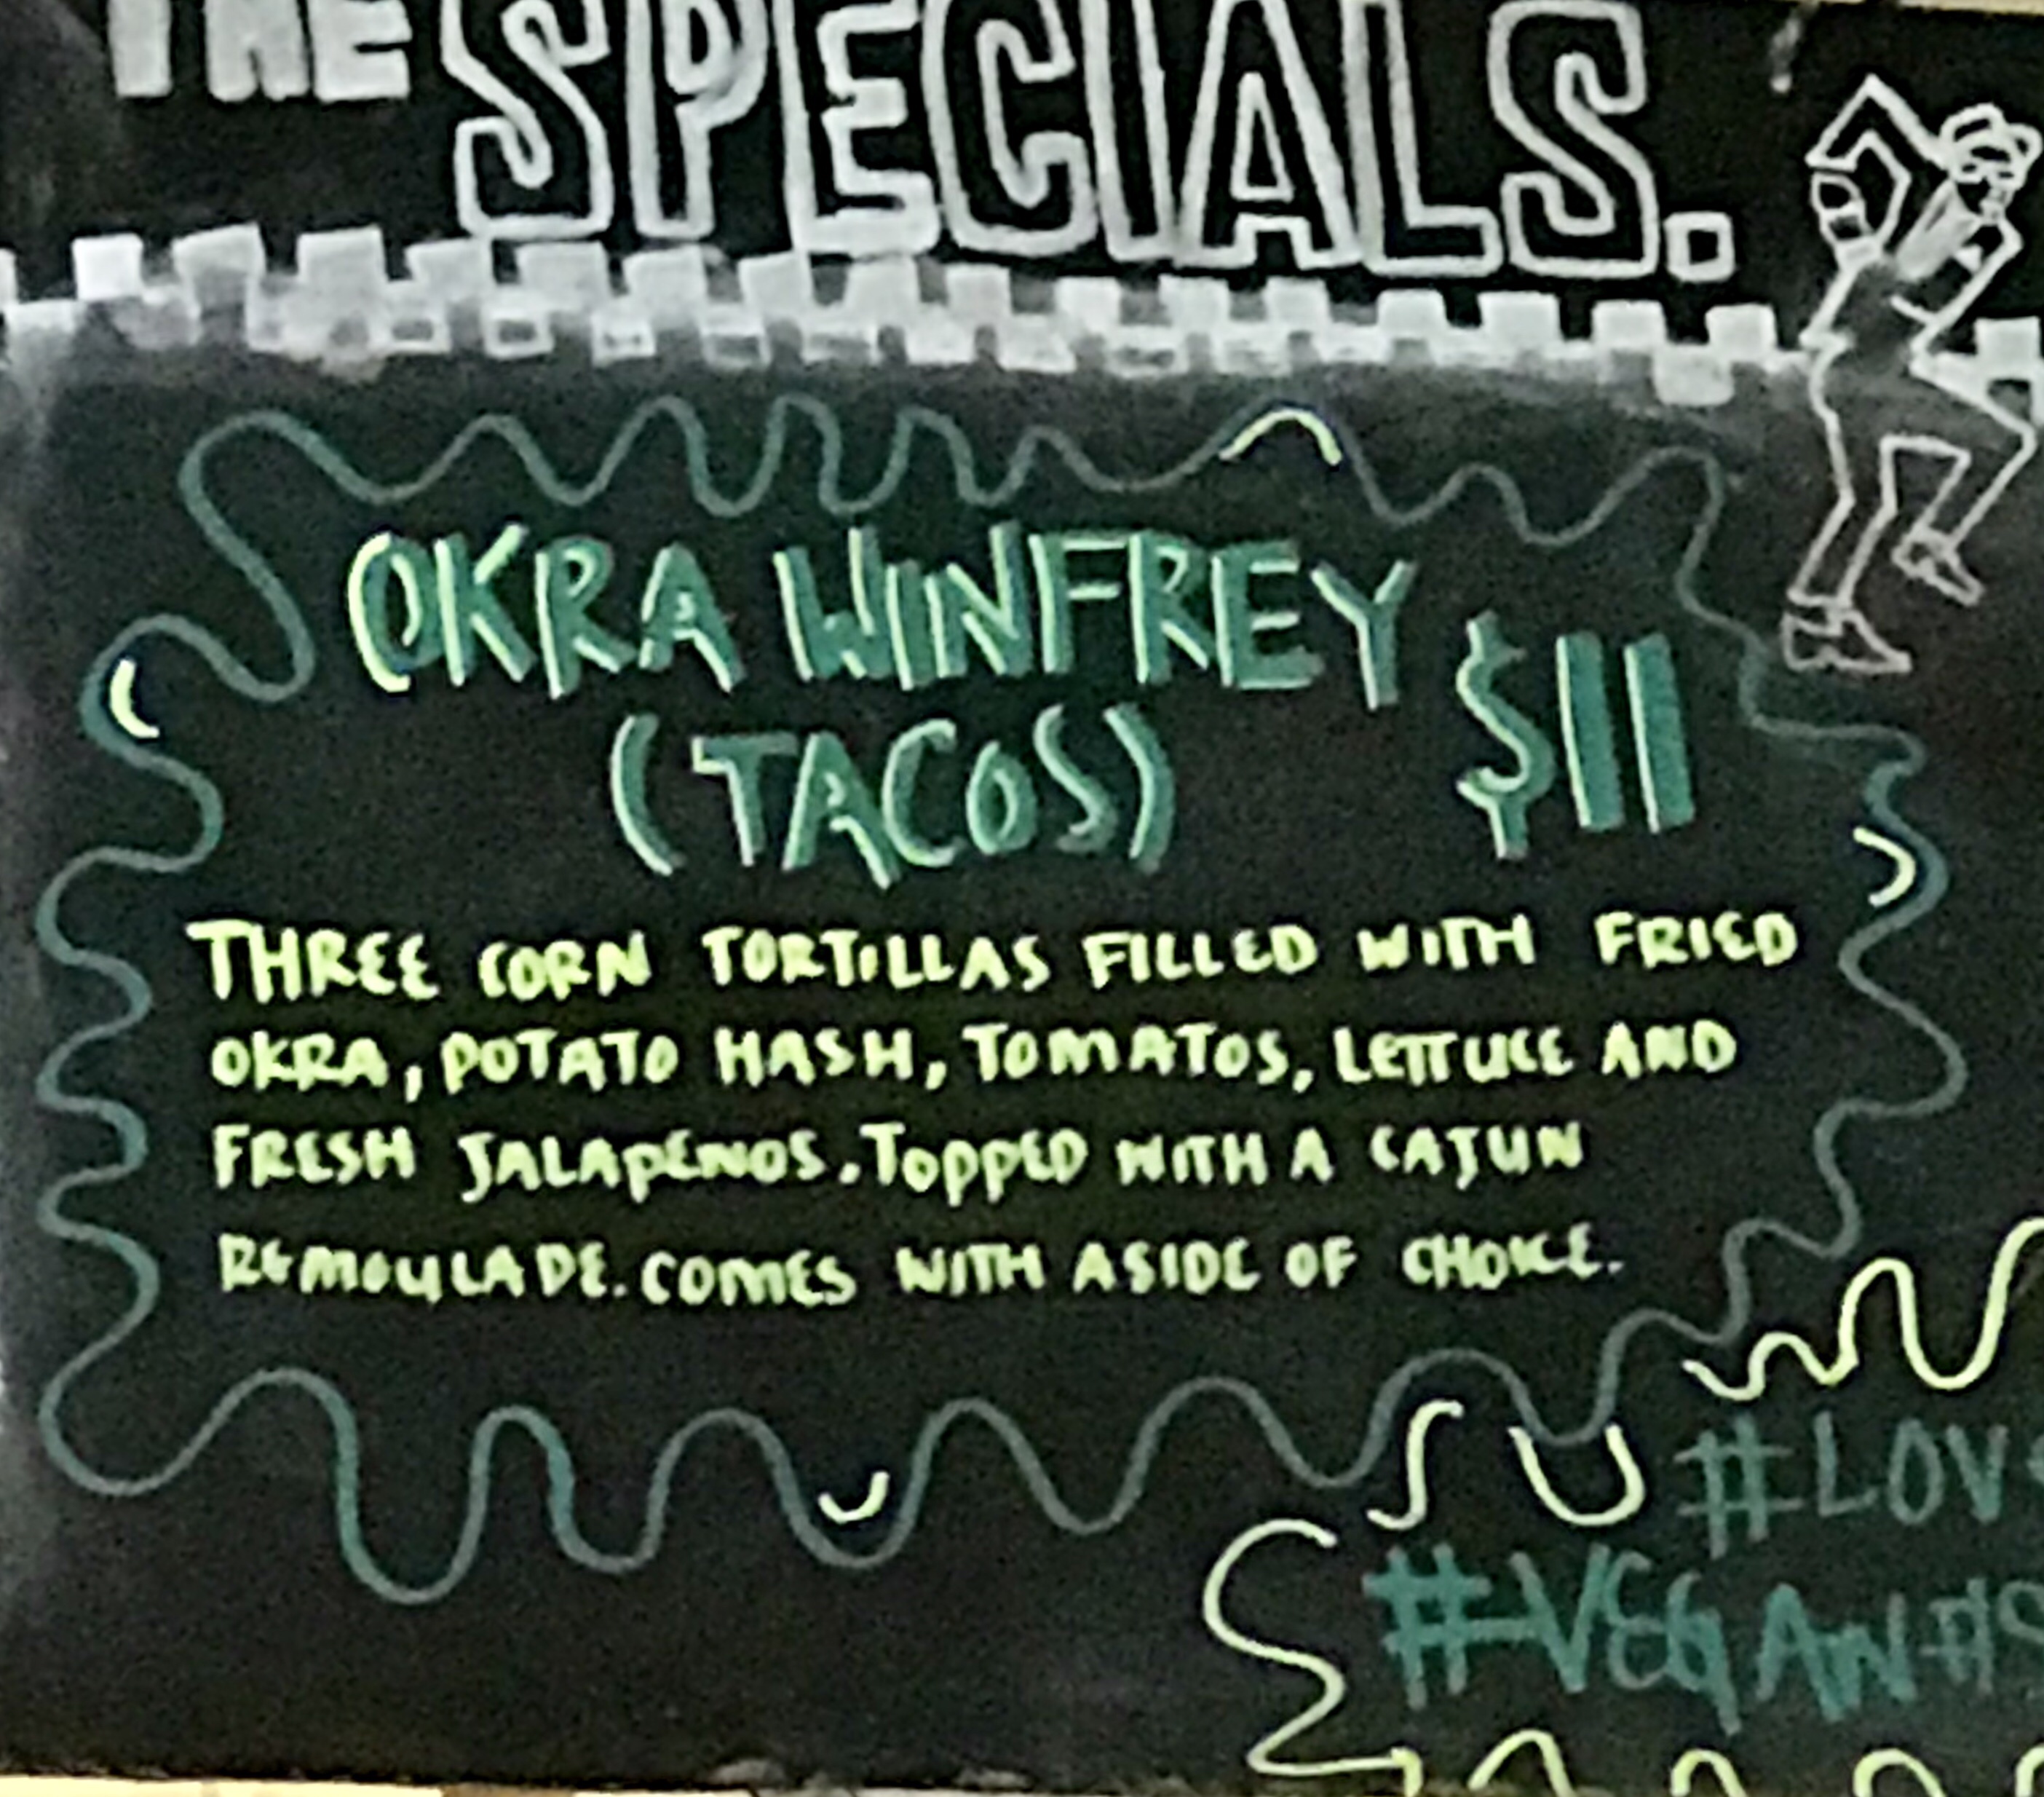 THE SPECIALS.
OKRA WINFREY
(TACOS) $11
THREE CORN TORTILLAS FILLED WITH FRIED
OKRA, POTATO HASH, TOMATOS, LETTUCE AND
FRESH JALAPENOS. TOPPED WITH A CAJUN
REMOULADE. COMES WITH A SIDE OF CHOICE.
#LOV
#VEGAN